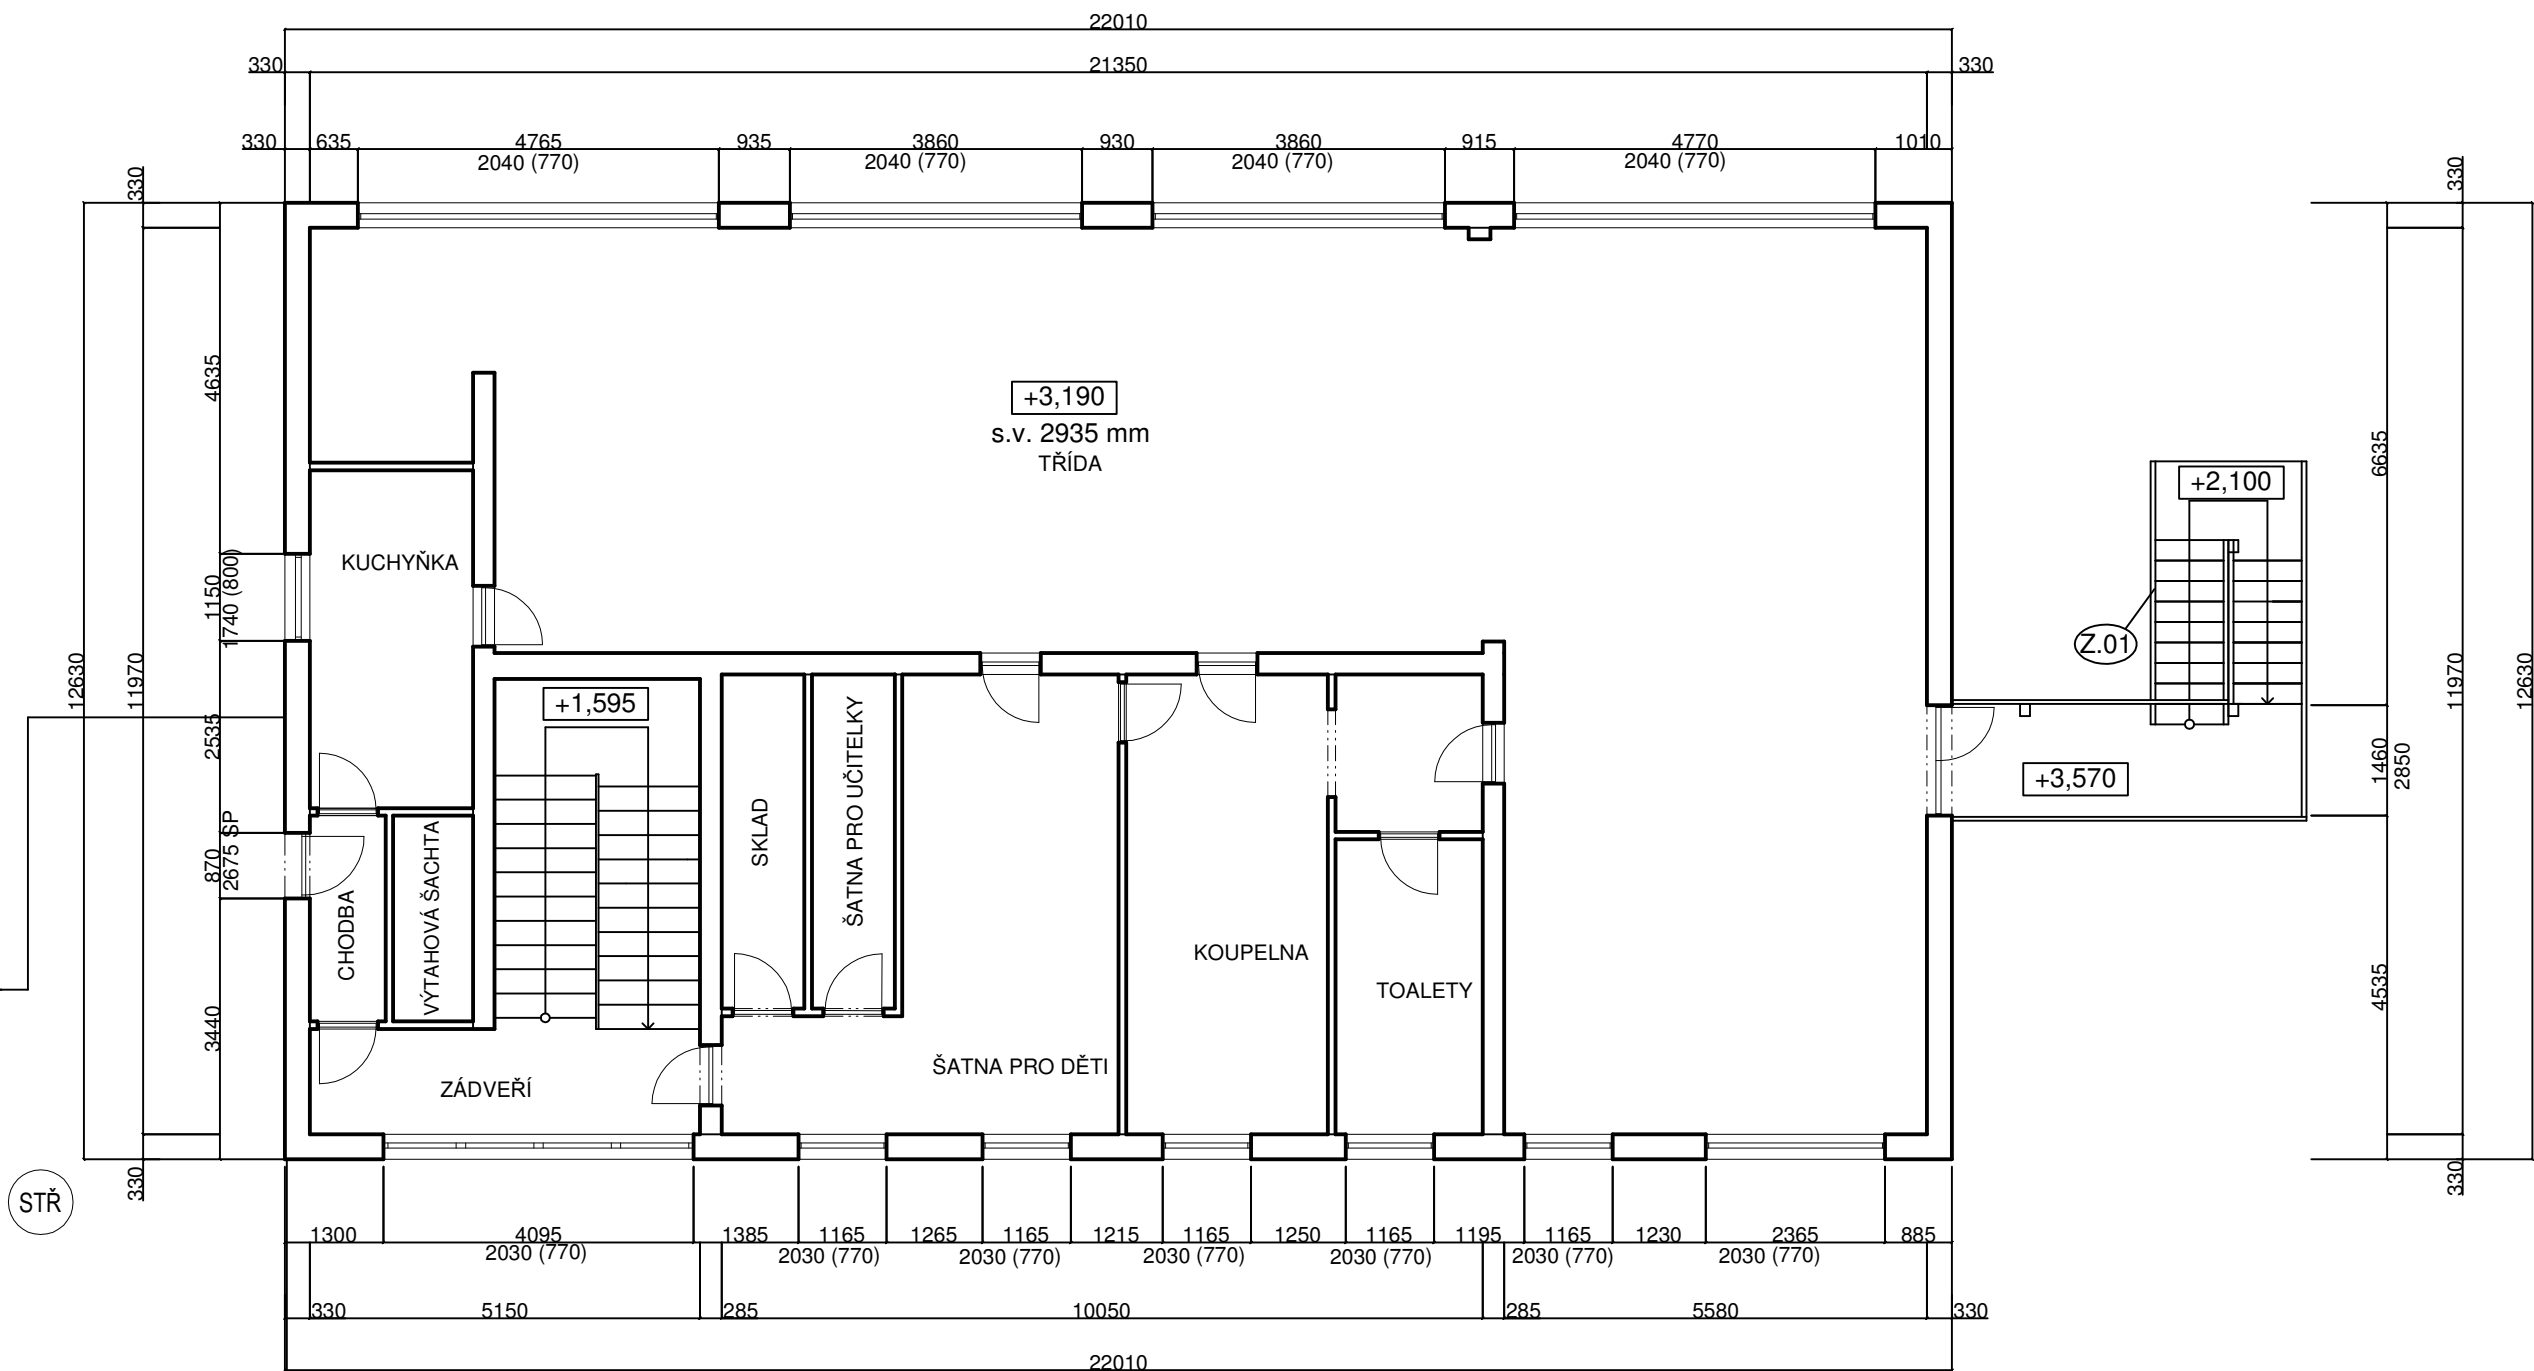 22010
330 21350 330
330 635 4765 935 3860 930 3860 915 4770 1010
2040 (770) 2040 (770) 2040 (770) 2040 (770)
330
330
4635
+3,190
s.v. 2935 mm
TŘÍDA
6635
+2,100
KUCHYŇKA
1150
1740 (800)
Z.01
12630
11970
11970
12630
+1,595
2535
1460
2850
+3,570
ŠATNA PRO UČITELKY
SKLAD
870
2675 SP
VÝTAHOVÁ ŠACHTA
CHODBA
KOUPELNA
TOALETY
4535
3440
ŠATNA PRO DĚTI
ZÁDVEŘÍ
330
330
STŘ
1300 4095 1385 1165 1265 1165 1215 1165 1250 1165 1195 1165 1230 2365 885
2030 (770) 2030 (770) 2030 (770) 2030 (770) 2030 (770) 2030 (770) 2030 (770)
330 5150 285 10050 285 5580 330
22010